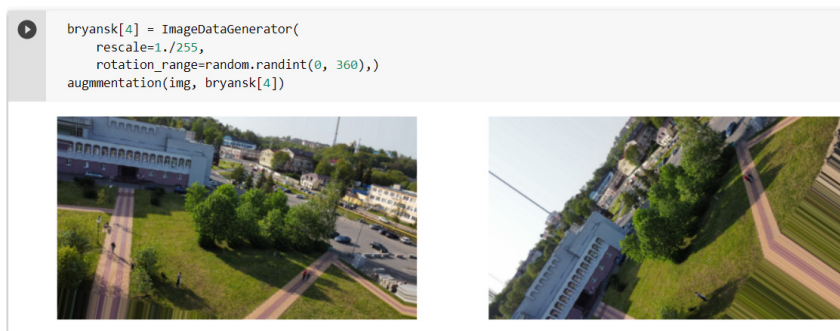 bryansk[4] = ImageDataGenerator(
    rescale=1./255,
    rotation_range=random.randint(0, 360),)
augmmentation(img, bryansk[4])